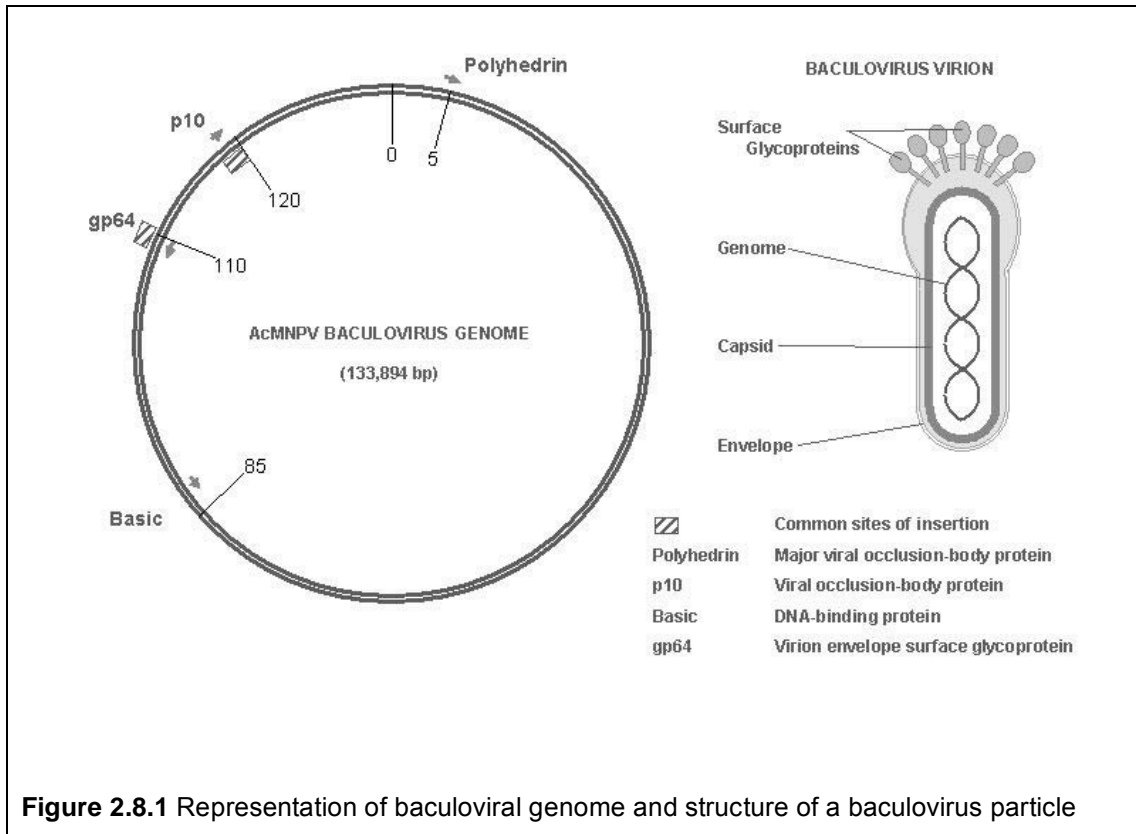 Polyhedrin
p10
0
5
120
gp64
110
AcMNPV BACULOVIRUS GENOME
(133,894 bp)
85
Basic
BACULOVIRUS VIRION
Surface
Glycoproteins
Genome
Capsid
Envelope
Common sites of insertion
Polyhedrin Major viral occlusion-body protein
p10 Viral occlusion-body protein
Basic DNA-binding protein
gp64 Virion envelope surface glycoprotein
Figure 2.8.1 Representation of baculoviral genome and structure of a baculovirus particle